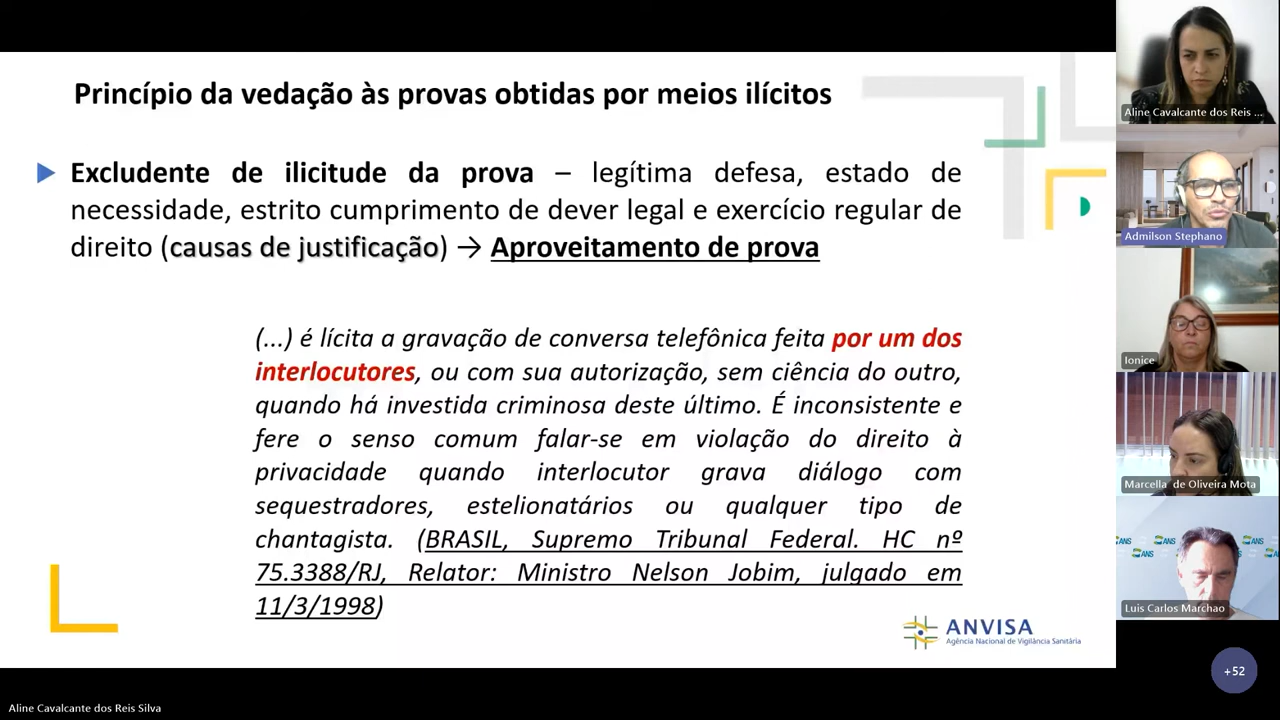 Princípio da vedação às provas obtidas por meios ilícitos
Excludente de ilicitude da prova – legítima defesa, estado de
necessidade, estrito cumprimento de dever legal e exercício regular de
direito (causas de justificação) → Aproveitamento de prova
(...) é lícita a gravação de conversa telefônica feita por um dos
interlocutores, ou com sua autorização, sem ciência do outro,
quando há investida criminosa deste último. É inconsistente e
fere o senso comum falar-se em violação do direito à
privacidade quando interlocutor grava diálogo com
sequestradores, estelionatários ou qualquer tipo de
chantagista. (BRASIL, Supremo Tribunal Federal. HC nº
75.3388/RJ, Relator: Ministro Nelson Jobim, julgado em
11/3/1998)
ANVISA
Agência Nacional de Vigilância Sanitária
Aline Cavalcante dos Reis ...
Admilson Stephano
Ionice
Marcella de Oliveira Mota
ANS
ANS
ANS
Luis Carlos Marchao
+52
Aline Cavalcante dos Reis Silva